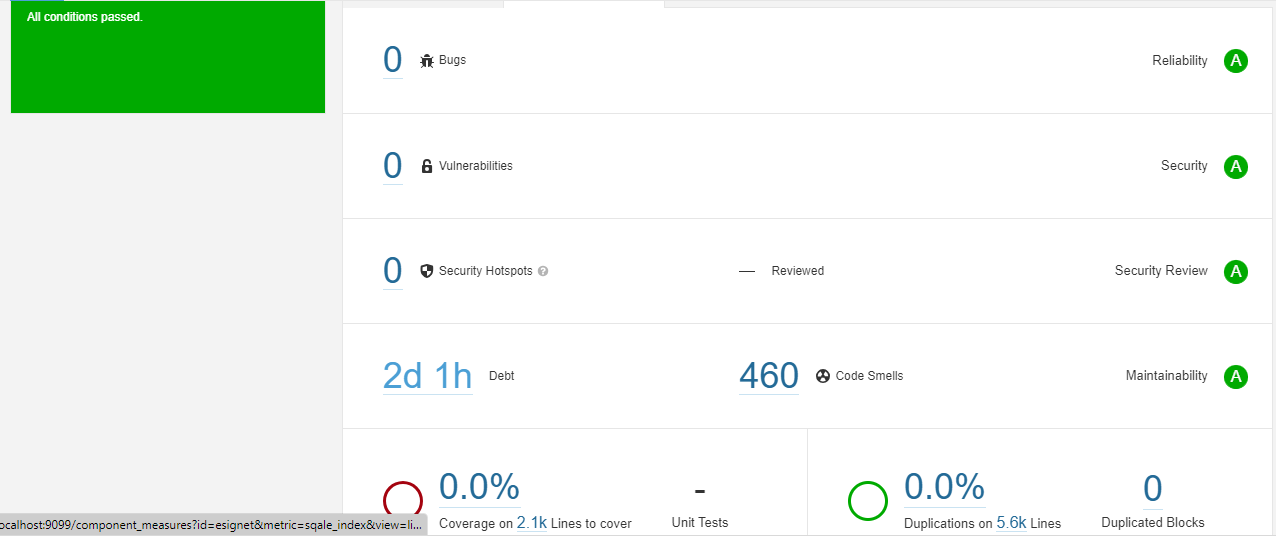 All conditions passed.
0 Bugs Reliability A
0 Vulnerabilities Security A
0 Security Hotspots ? — Reviewed Security Review A
2d 1h Debt 460 Code Smells Maintainability A
0.0% - 0.0% 0
Coverage on 2.1k Lines to cover Unit Tests Duplications on 5.6k Lines Duplicated Blocks
ocalhost:9099/component_measures?id=esignet&metric=sqale_index&view=li...